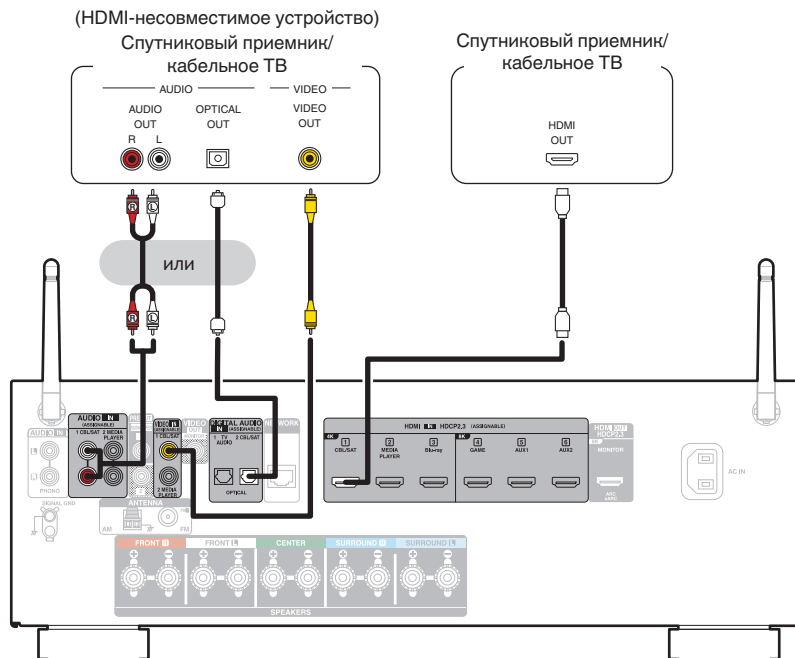 (HDMI-несовместимое устройство)
Спутниковый приемник/
кабельное ТВ
AUDIO
VIDEO
AUDIO
OUT
R L
OPTICAL
OUT
VIDEO
OUT
Спутниковый приемник/
кабельное ТВ
HDMI
OUT
R L
или
R L
AUDIO IN
PHONO
SIGNAL GND
AUDIO IN
(ASSIGNABLE)
1 CBL/SAT 2 MEDIA
PLAYER
VIDEO IN
(ASSIGNABLE)
1 CBL/SAT
2 MEDIA
PLAYER
VIDEO
OUT
MONITOR
DIGITAL AUDIO
(ASSIGNABLE)
1 TV
AUDIO
2 CBL/SAT
OPTICAL
NETWORK
ANTENNA
AM
FM
HDMI IN HDCP2.3 (ASSIGNABLE)
4K
8K
1
CBL/SAT
2
MEDIA
PLAYER
3
Blu-ray
4
GAME
5
AUX1
6
AUX2
HDMI OUT
HDCP2.3
MONITOR
ARC
eARC
AC IN
FRONT R
FRONT L
CENTER
SURROUND R
SURROUND L
SPEAKERS